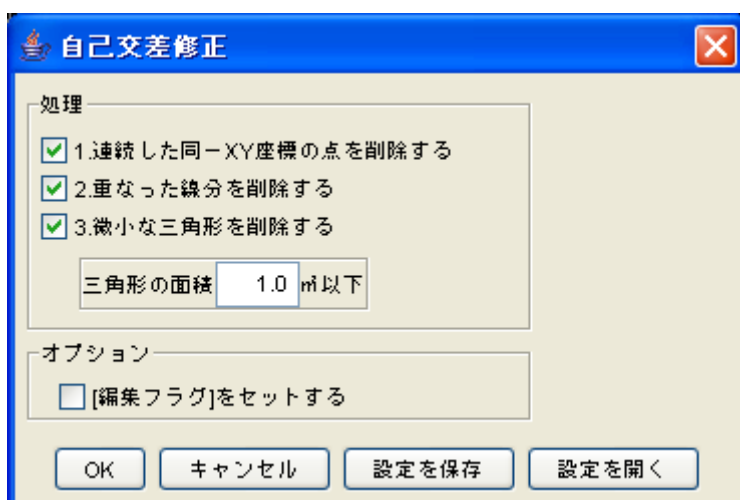 自己交差修正
処理
1.連続した同一XY座標の点を削除する
2.重なった線分を削除する
3.微小な三角形を削除する
三角形の面積 1.0 ㎡以下
オプション
[編集フラグ]をセットする
OK キャンセル 設定を保存 設定を開く